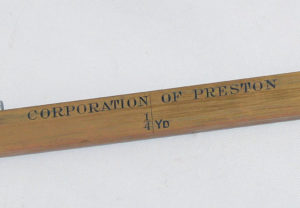 CORPORATION OF PRESTON
1/4 YD